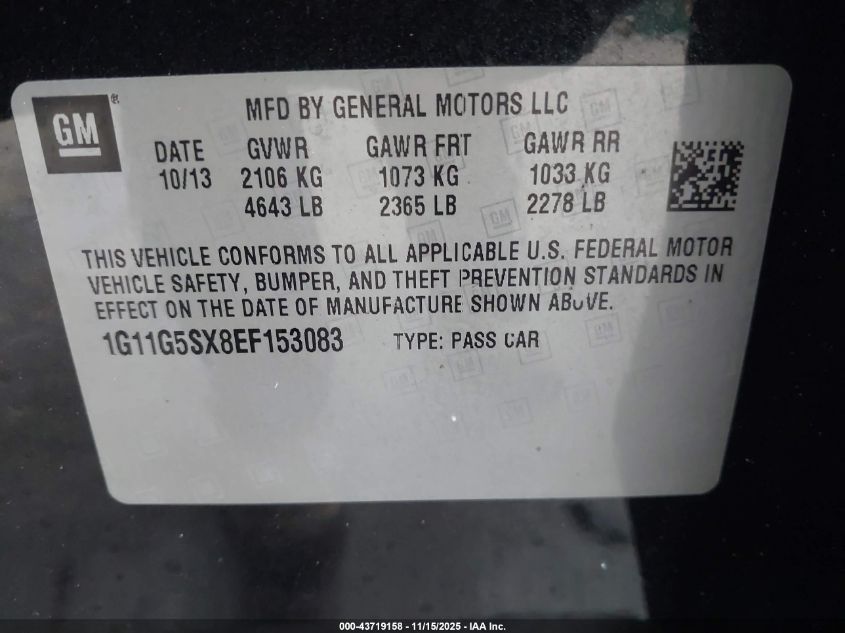 GM
MFD BY GENERAL MOTORS LLC
DATE GVWR GAWR FRT GAWR RR
10/13 2106 KG 1073 KG 1033 KG
4643 LB 2365 LB 2278 LB
THIS VEHICLE CONFORMS TO ALL APPLICABLE U.S. FEDERAL MOTOR
VEHICLE SAFETY, BUMPER, AND THEFT PREVENTION STANDARDS IN
EFFECT ON THE DATE OF MANUFACTURE SHOWN ABOVE.
1G11G5SX8EF153083 TYPE: PASS CAR
000-43719158 - 11/15/2025 - IAA Inc.